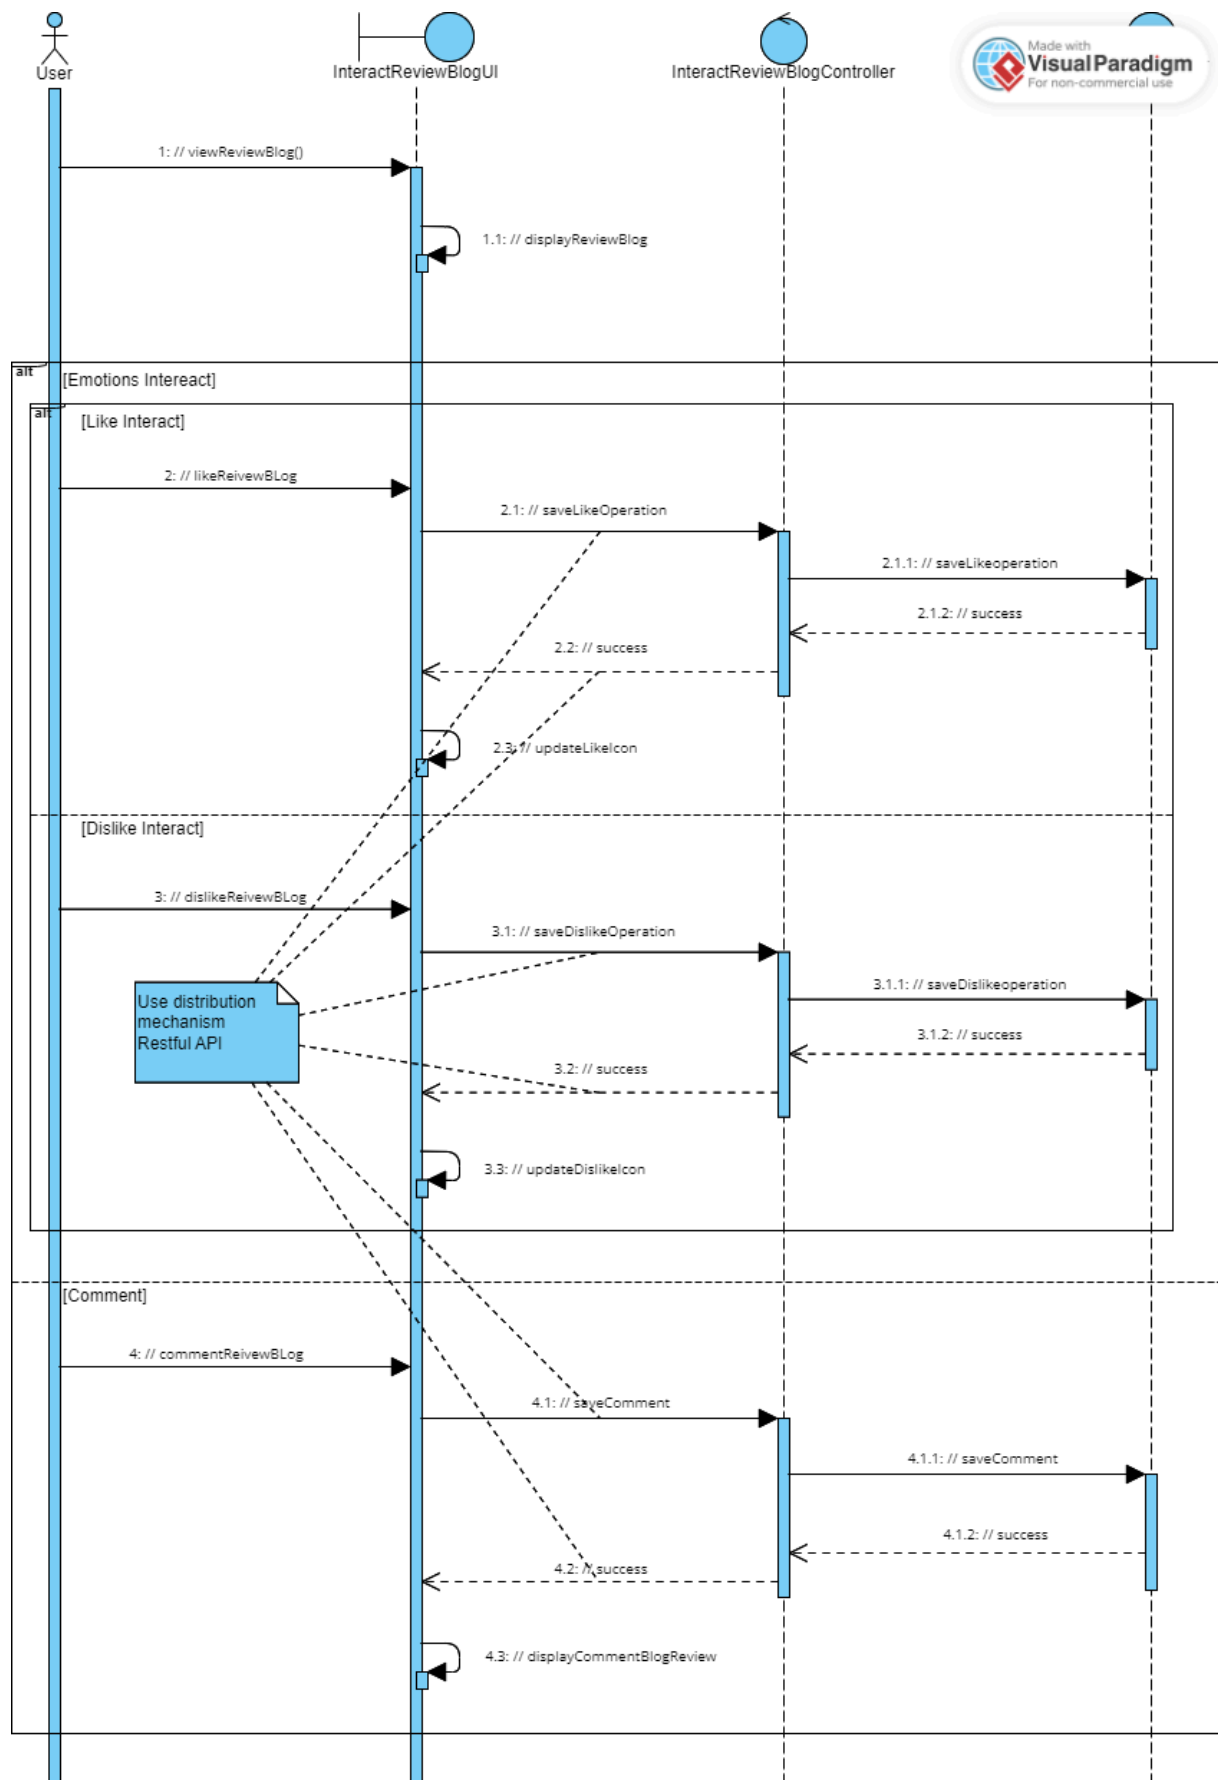 Made with
VisualParadigm
For non-commercial use
User
InteractReviewBlogUI
InteractReviewBlogController
1: // viewReviewBlog()
1.1: // displayReviewBlog
alt
[Emotions Intereact]
alt
[Like Interact]
2: // likeReivewBLog
2.1: // saveLikeOperation
2.1.1: // saveLikeoperation
2.1.2: // success
2.2: // success
2.3: // updateLikeIcon
[Dislike Interact]
3: // dislikeReivewBLog
3.1: // saveDislikeOperation
3.1.1: // saveDislikeoperation
Use distribution
mechanism
Restful API
3.1.2: // success
3.2: // success
3.3: // updateDislikeIcon
[Comment]
4: // commentReivewBLog
4.1: // saveComment
4.1.1: // saveComment
4.1.2: // success
4.2: // success
4.3: // displayCommentBlogReview